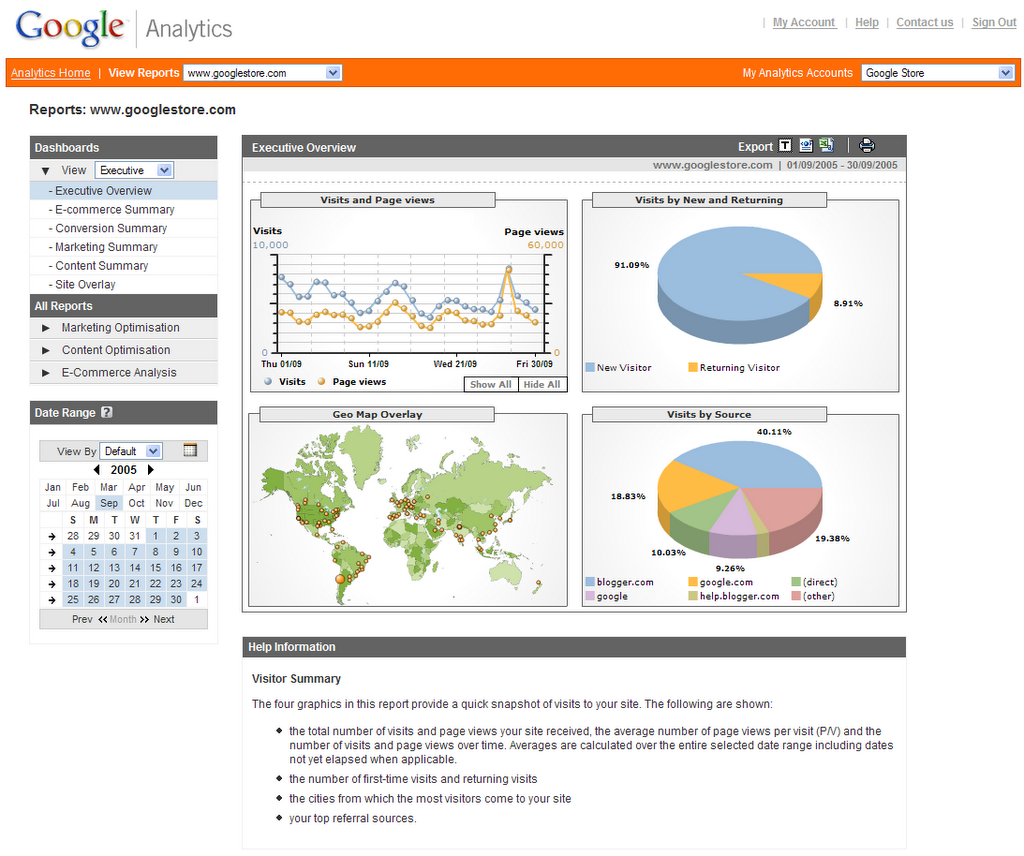 Google Analytics
| My Account | Help | Contact us | Sign Out
Analytics Home | View Reports www.googlestore.com
My Analytics Accounts Google Store
Reports: www.googlestore.com
Dashboards
View Executive
- Executive Overview
- E-commerce Summary
- Conversion Summary
- Marketing Summary
- Content Summary
- Site Overlay
All Reports
Marketing Optimisation
Content Optimisation
E-Commerce Analysis
Date Range ?
View By Default
2005
Jan Feb Mar Apr May Jun
Jul Aug Sep Oct Nov Dec
S M T W T F S
28 29 30 31 1 2 3
4 5 6 7 8 9 10
11 12 13 14 15 16 17
18 19 20 21 22 23 24
25 26 27 28 29 30 1
Prev << Month >> Next
Executive Overview
Export T
www.googlestore.com | 01/09/2005 - 30/09/2005
Visits and Page views
Visits
Page views
10,000
60,000
0
0
Thu 01/09 Sun 11/09 Wed 21/09 Fri 30/09
Visits Page views
Show All Hide All
Visits by New and Returning
91.09%
8.91%
New Visitor Returning Visitor
Geo Map Overlay
Visits by Source
40.11%
18.83%
19.38%
10.03%
9.26%
blogger.com google.com (direct)
google help.blogger.com (other)
Help Information
Visitor Summary
The four graphics in this report provide a quick snapshot of visits to your site. The following are shown:
the total number of visits and page views your site received, the average number of page views per visit (P/V) and the
number of visits and page views over time. Averages are calculated over the entire selected date range including dates
not yet elapsed when applicable.
the number of first-time visits and returning visits
the cities from which the most visitors come to your site
your top referral sources.